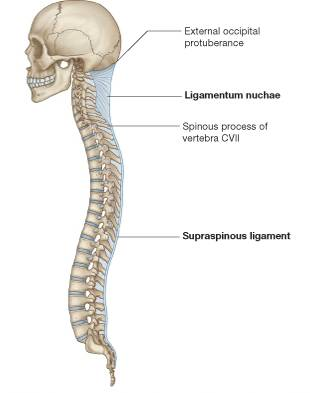 External occipital
protuberance
Ligamentum nuchae
Spinous process of
vertebra CVII
Supraspinous ligament